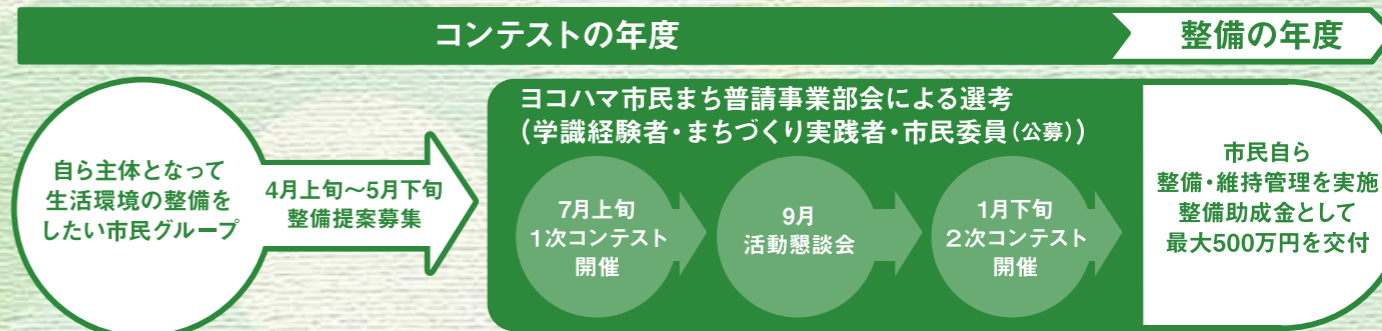 コンテストの年度
整備の年度
自ら主体となって
生活環境の整備を
したい市民グループ
4月上旬～5月下旬
整備提案募集
ヨコハマ市民まち普請事業部会による選考
（学識経験者・まちづくり実践者・市民委員（公募））
7月上旬
1次コンテスト
開催
9月
活動懇談会
1月下旬
2次コンテスト
開催
市民自ら
整備・維持管理を実施
整備助成金として
最大500万円を交付